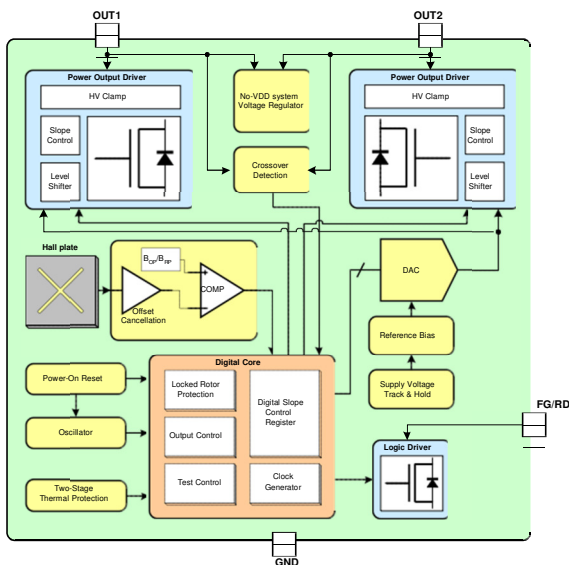 OUT1
OUT2
Power Output Driver
HV Clamp
Slope
Control
Level
Shifter
No-VDD system
Voltage Regulator
Crossover
Detection
Power Output Driver
HV Clamp
Slope
Control
Level
Shifter
Hall plate
BOP/BRP
+
COMP
−
Offset
Cancellation
DAC
Reference Bias
Supply Voltage
Track & Hold
Power-On Reset
Oscillator
Two-Stage
Thermal Protection
Digital Core
Locked Rotor
Protection
Output Control
Test Control
Digital Slope
Control
Register
Clock
Generator
FG/RD
Logic Driver
GND